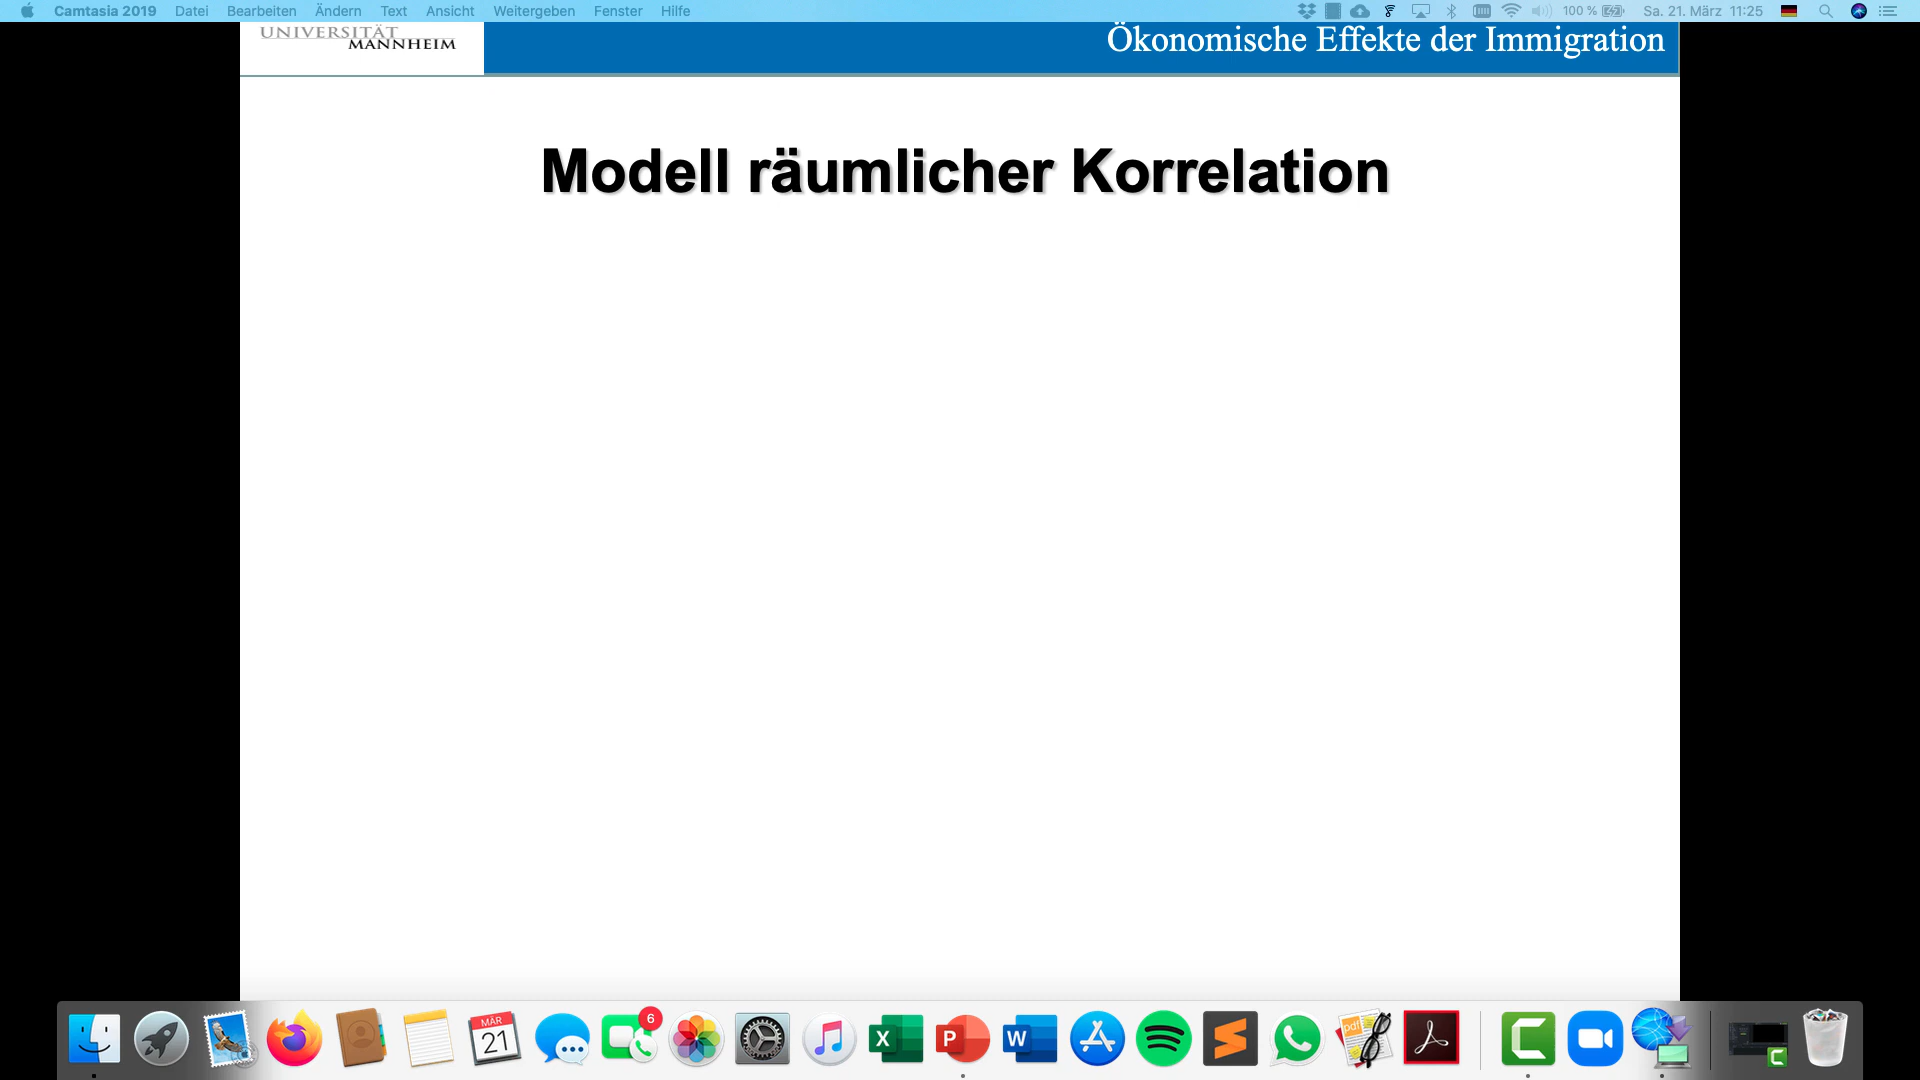 Camtasia 2019 Datei Bearbeiten Ändern Text Ansicht Weitergeben Fenster Hilfe 100 % Sa. 21. März 11:25
UNIVERSITÄT
MANNHEIM
Ökonomische Effekte der Immigration
Modell räumlicher Korrelation
MÄR
21
6
X
P
W
pdf